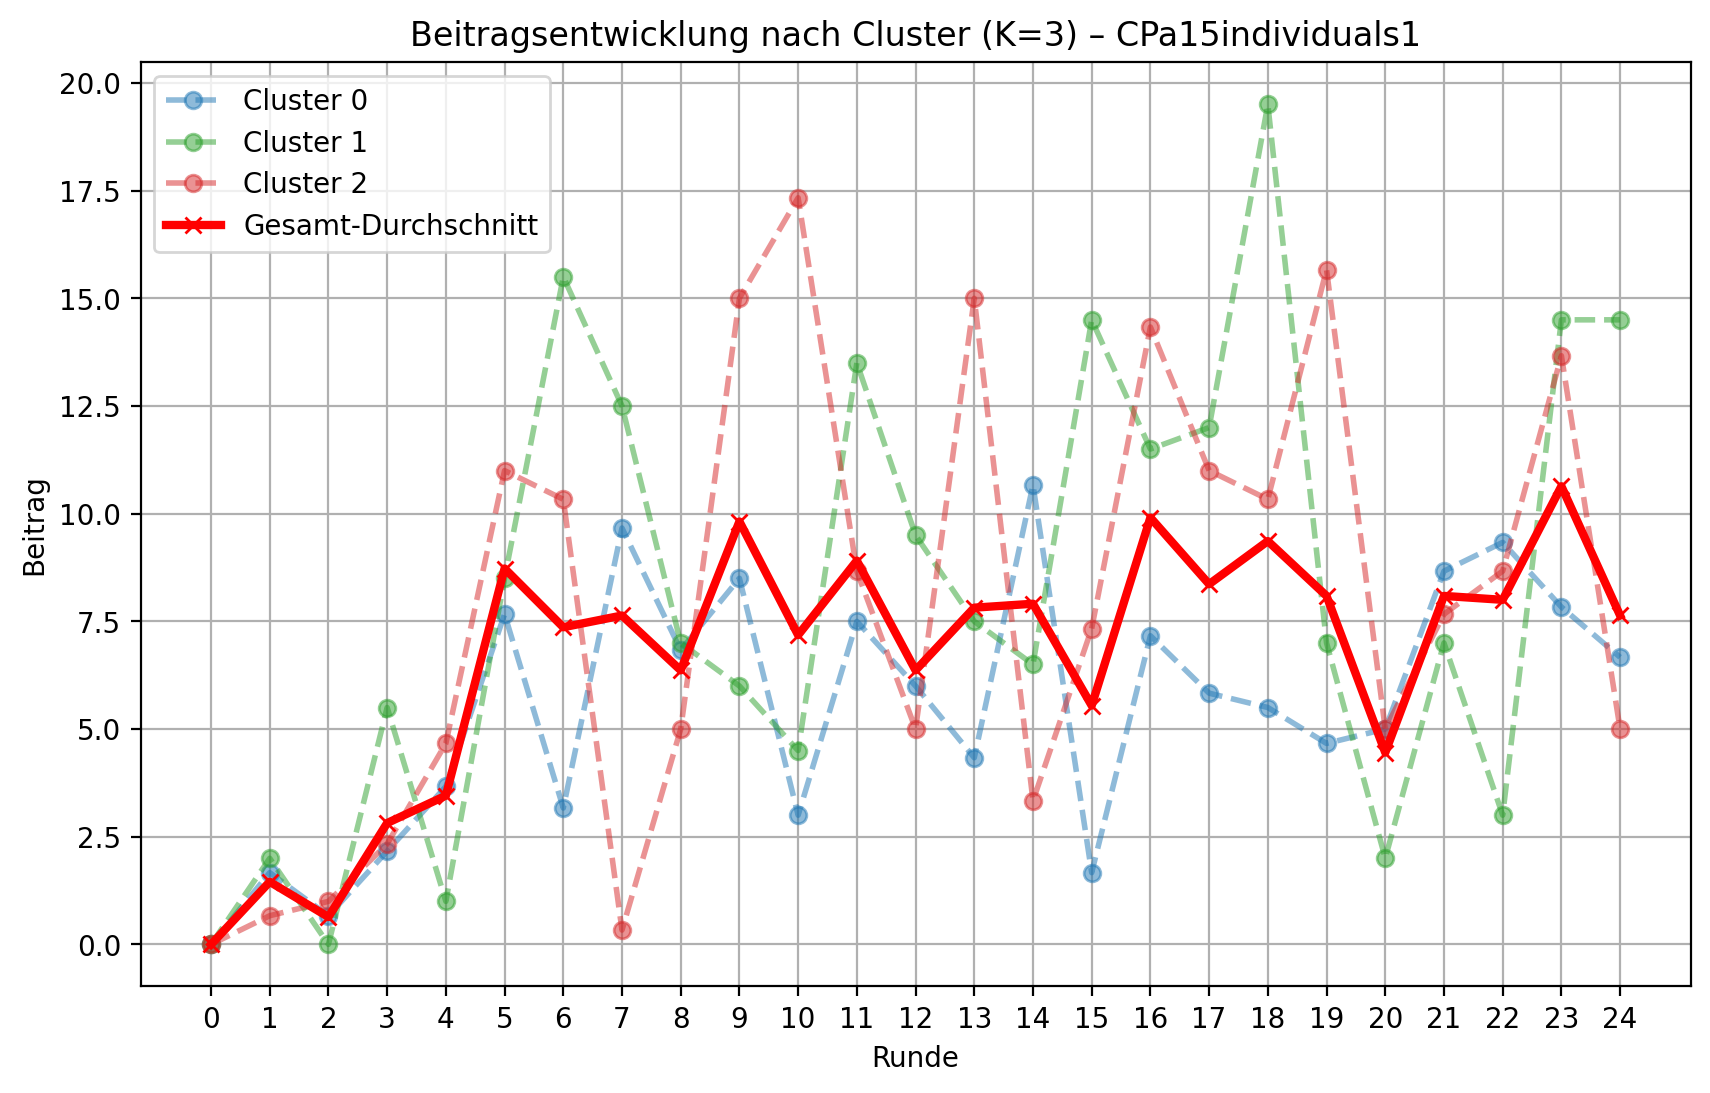 Beitragsentwicklung nach Cluster (K=3) – CPa15individuals1
Cluster 0
Cluster 1
Cluster 2
Gesamt-Durchschnitt
Beitrag
20.0
17.5
15.0
12.5
10.0
7.5
5.0
2.5
0.0
0 1 2 3 4 5 6 7 8 9 10 11 12 13 14 15 16 17 18 19 20 21 22 23 24
Runde